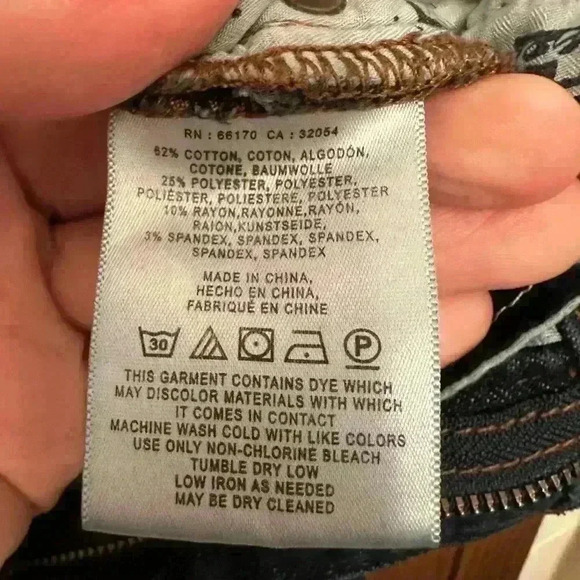 RN : 66170 CA : 32054
62% COTTON, COTON, ALGODÓN,
COTONE, BAUMWOLLE
25% POLYESTER, POLYESTER,
POLIÉSTER, POLIESTERE, POLYESTER
10% RAYON,RAYONNE,RAYÓN,
RAION,KUNSTSEIDE,
3% SPANDEX, SPANDEX, SPANDEX,
SPANDEX, SPANDEX
MADE IN CHINA,
HECHO EN CHINA,
FABRIQUÉ EN CHINE
30 P
THIS GARMENT CONTAINS DYE WHICH
MAY DISCOLOR MATERIALS WITH WHICH
IT COMES IN CONTACT
MACHINE WASH COLD WITH LIKE COLORS
USE ONLY NON-CHLORINE BLEACH
TUMBLE DRY LOW
LOW IRON AS NEEDED
MAY BE DRY CLEANED